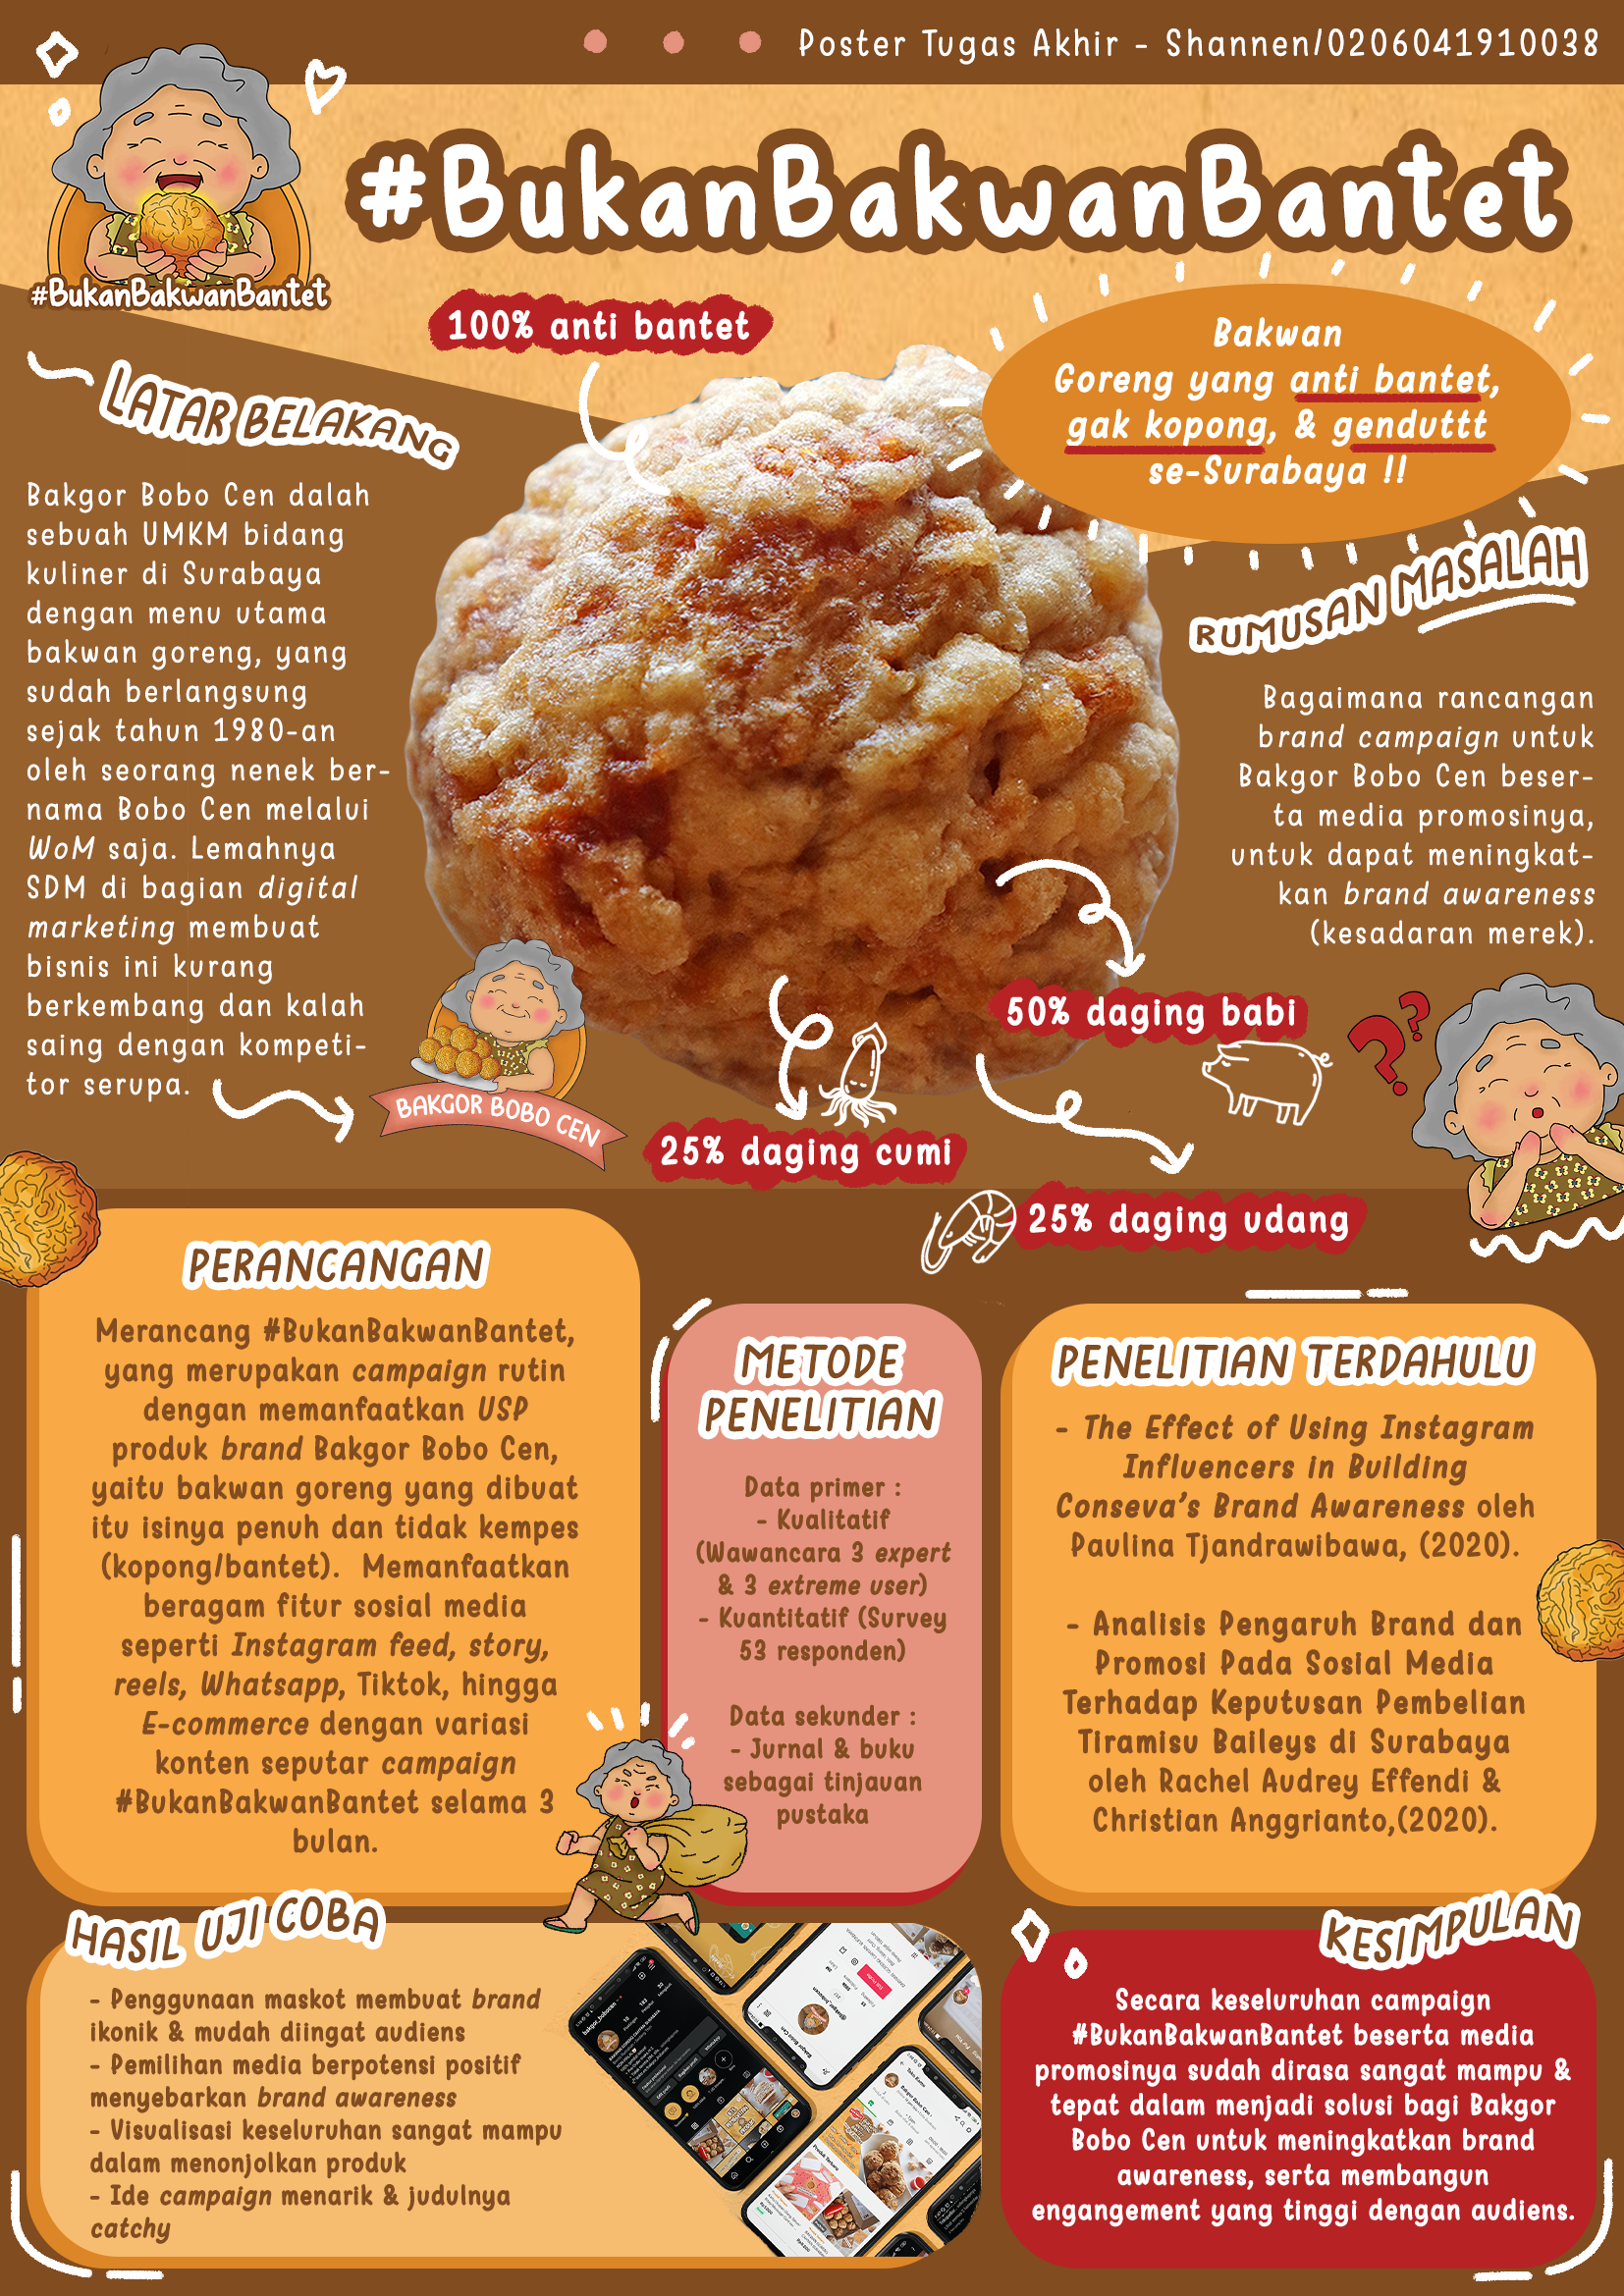 Poster Tugas Akhir - Shannen/0206041910038
#BukanBakwanBantet
#BukanBakwanBantet
100% anti bantet
Bakwan
Goreng yang anti bantet,
gak kopong, & genduttt
se-Surabaya !!
LATAR BELAKANG
Bakgor Bobo Cen dalah
sebuah UMKM bidang
kuliner di Surabaya
dengan menu utama
bakwan goreng, yang
sudah berlangsung
sejak tahun 1980-an
oleh seorang nenek ber-
nama Bobo Cen melalui
WoM saja. Lemahnya
SDM di bagian digital
marketing membuat
bisnis ini kurang
berkembang dan kalah
saing dengan kompeti-
tor serupa.
BAKGOR BOBO CEN
RUMUSAN MASALAH
Bagaimana rancangan
brand campaign untuk
Bakgor Bobo Cen beser-
ta media promosinya,
untuk dapat meningkat-
kan brand awareness
(kesadaran merek).
??
50% daging babi
25% daging cumi
25% daging udang
PERANCANGAN
Merancang #BukanBakwanBantet,
yang merupakan campaign rutin
dengan memanfaatkan USP
produk brand Bakgor Bobo Cen,
yaitu bakwan goreng yang dibuat
itu isinya penuh dan tidak kempes
(kopong/bantet). Memanfaatkan
beragam fitur sosial media
seperti Instagram feed, story,
reels, Whatsapp, Tiktok, hingga
E-commerce dengan variasi
konten seputar campaign
#BukanBakwanBantet selama 3
bulan.
METODE
PENELITIAN
Data primer :
- Kualitatif
(Wawancara 3 expert
& 3 extreme user)
- Kuantitatif (Survey
53 responden)
Data sekunder :
- Jurnal & buku
sebagai tinjauan
pustaka
PENELITIAN TERDAHULU
- The Effect of Using Instagram
Influencers in Building
Conseva's Brand Awareness oleh
Paulina Tjandrawibawa, (2020).
- Analisis Pengaruh Brand dan
Promosi Pada Sosial Media
Terhadap Keputusan Pembelian
Tiramisu Baileys di Surabaya
oleh Rachel Audrey Effendi &
Christian Anggrianto,(2020).
HASIL UJI COBA
- Penggunaan maskot membuat brand
ikonik & mudah diingat audiens
- Pemilihan media berpotensi positif
menyebarkan brand awareness
- Visualisasi keseluruhan sangat mampu
dalam menonjolkan produk
- Ide campaign menarik & judulnya
catchy
KESIMPULAN
Secara keseluruhan campaign
#BukanBakwanBantet beserta media
promosinya sudah dirasa sangat mampu &
tepat dalam menjadi solusi bagi Bakgor
Bobo Cen untuk meningkatkan brand
awareness, serta membangun
engangement yang tinggi dengan audiens.